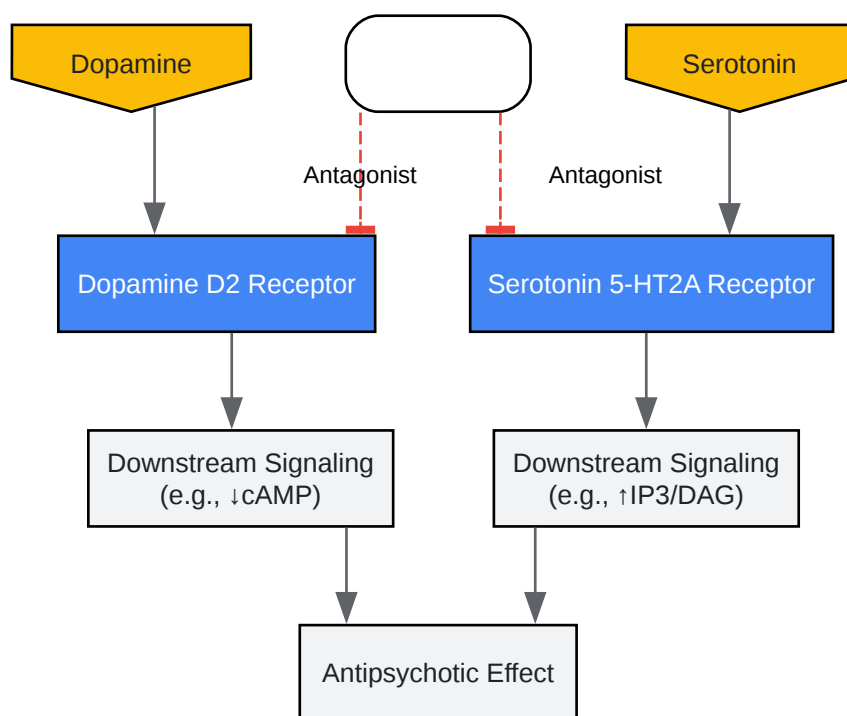 Dopamine
Serotonin
Antagonist
Antagonist
Dopamine D2 Receptor
Serotonin 5-HT2A Receptor
Downstream Signaling
(e.g., ↓cAMP)
Downstream Signaling
(e.g., ↑IP3/DAG)
Antipsychotic Effect